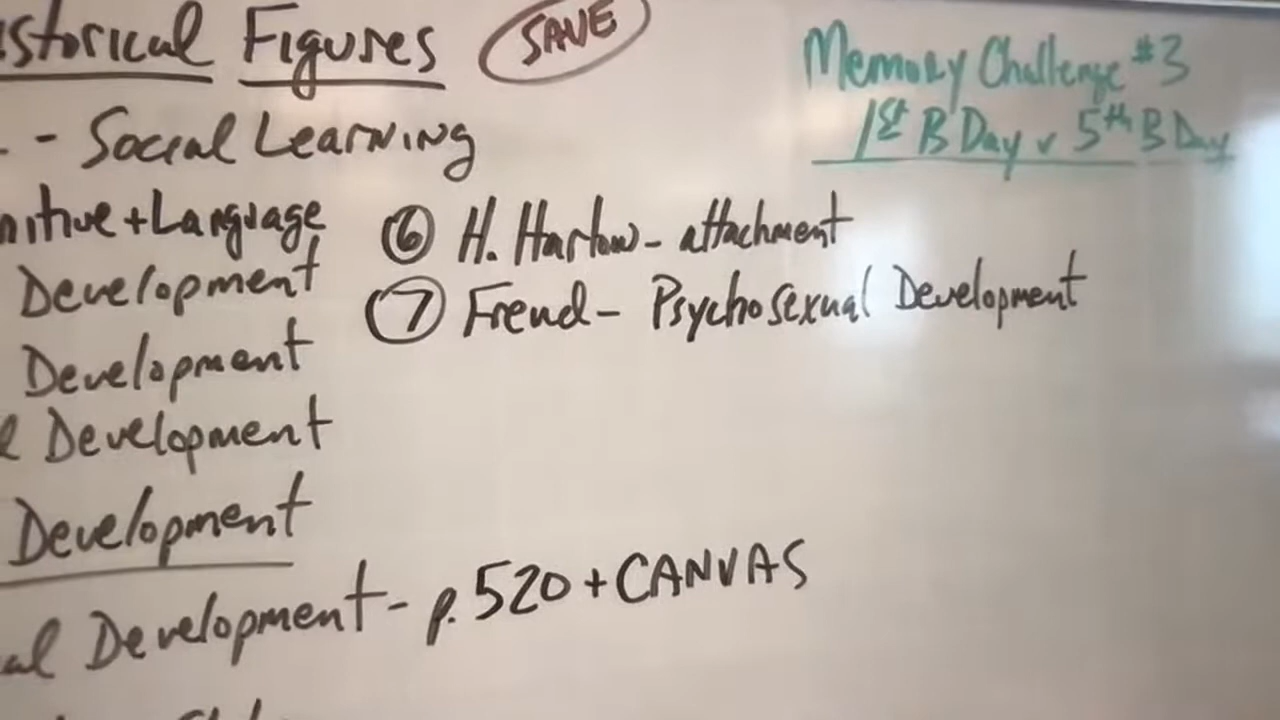 storical Figures
SAVE
Memory Challenge #3
1st B Day v 5th B Day
- Social Learning
nitive + Language
Development
⑥ H. Harlow - attachment
⑦ Freud - Psychosexual Development
Development
l Development
Development
al Development - p. 520 + CANVAS